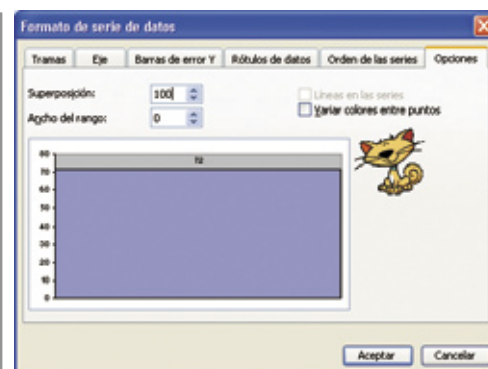 Formato de serie de datos
Tramas Eje Barras de error Y Rótulos de datos Orden de las series Opciones
Superposición: 100
Líneas en las series
Variar colores entre puntos
Ancho del rango: 0
80
70
60
50
40
30
20
10
0
Aceptar Cancelar